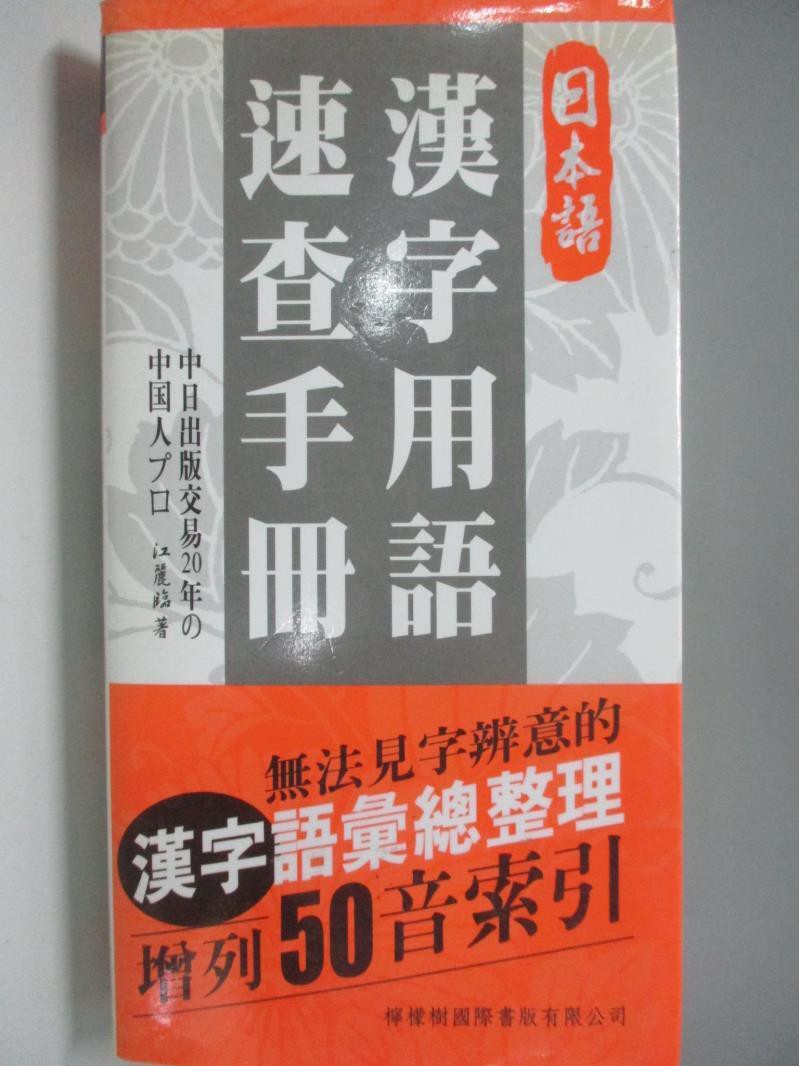 日本語
漢字用語
速查手冊
中日出版交易20年の
中国人プロ 江麗臨 著
無法見字辨意的
漢字語彙總整理
增列50音索引
檸檬樹國際書版有限公司